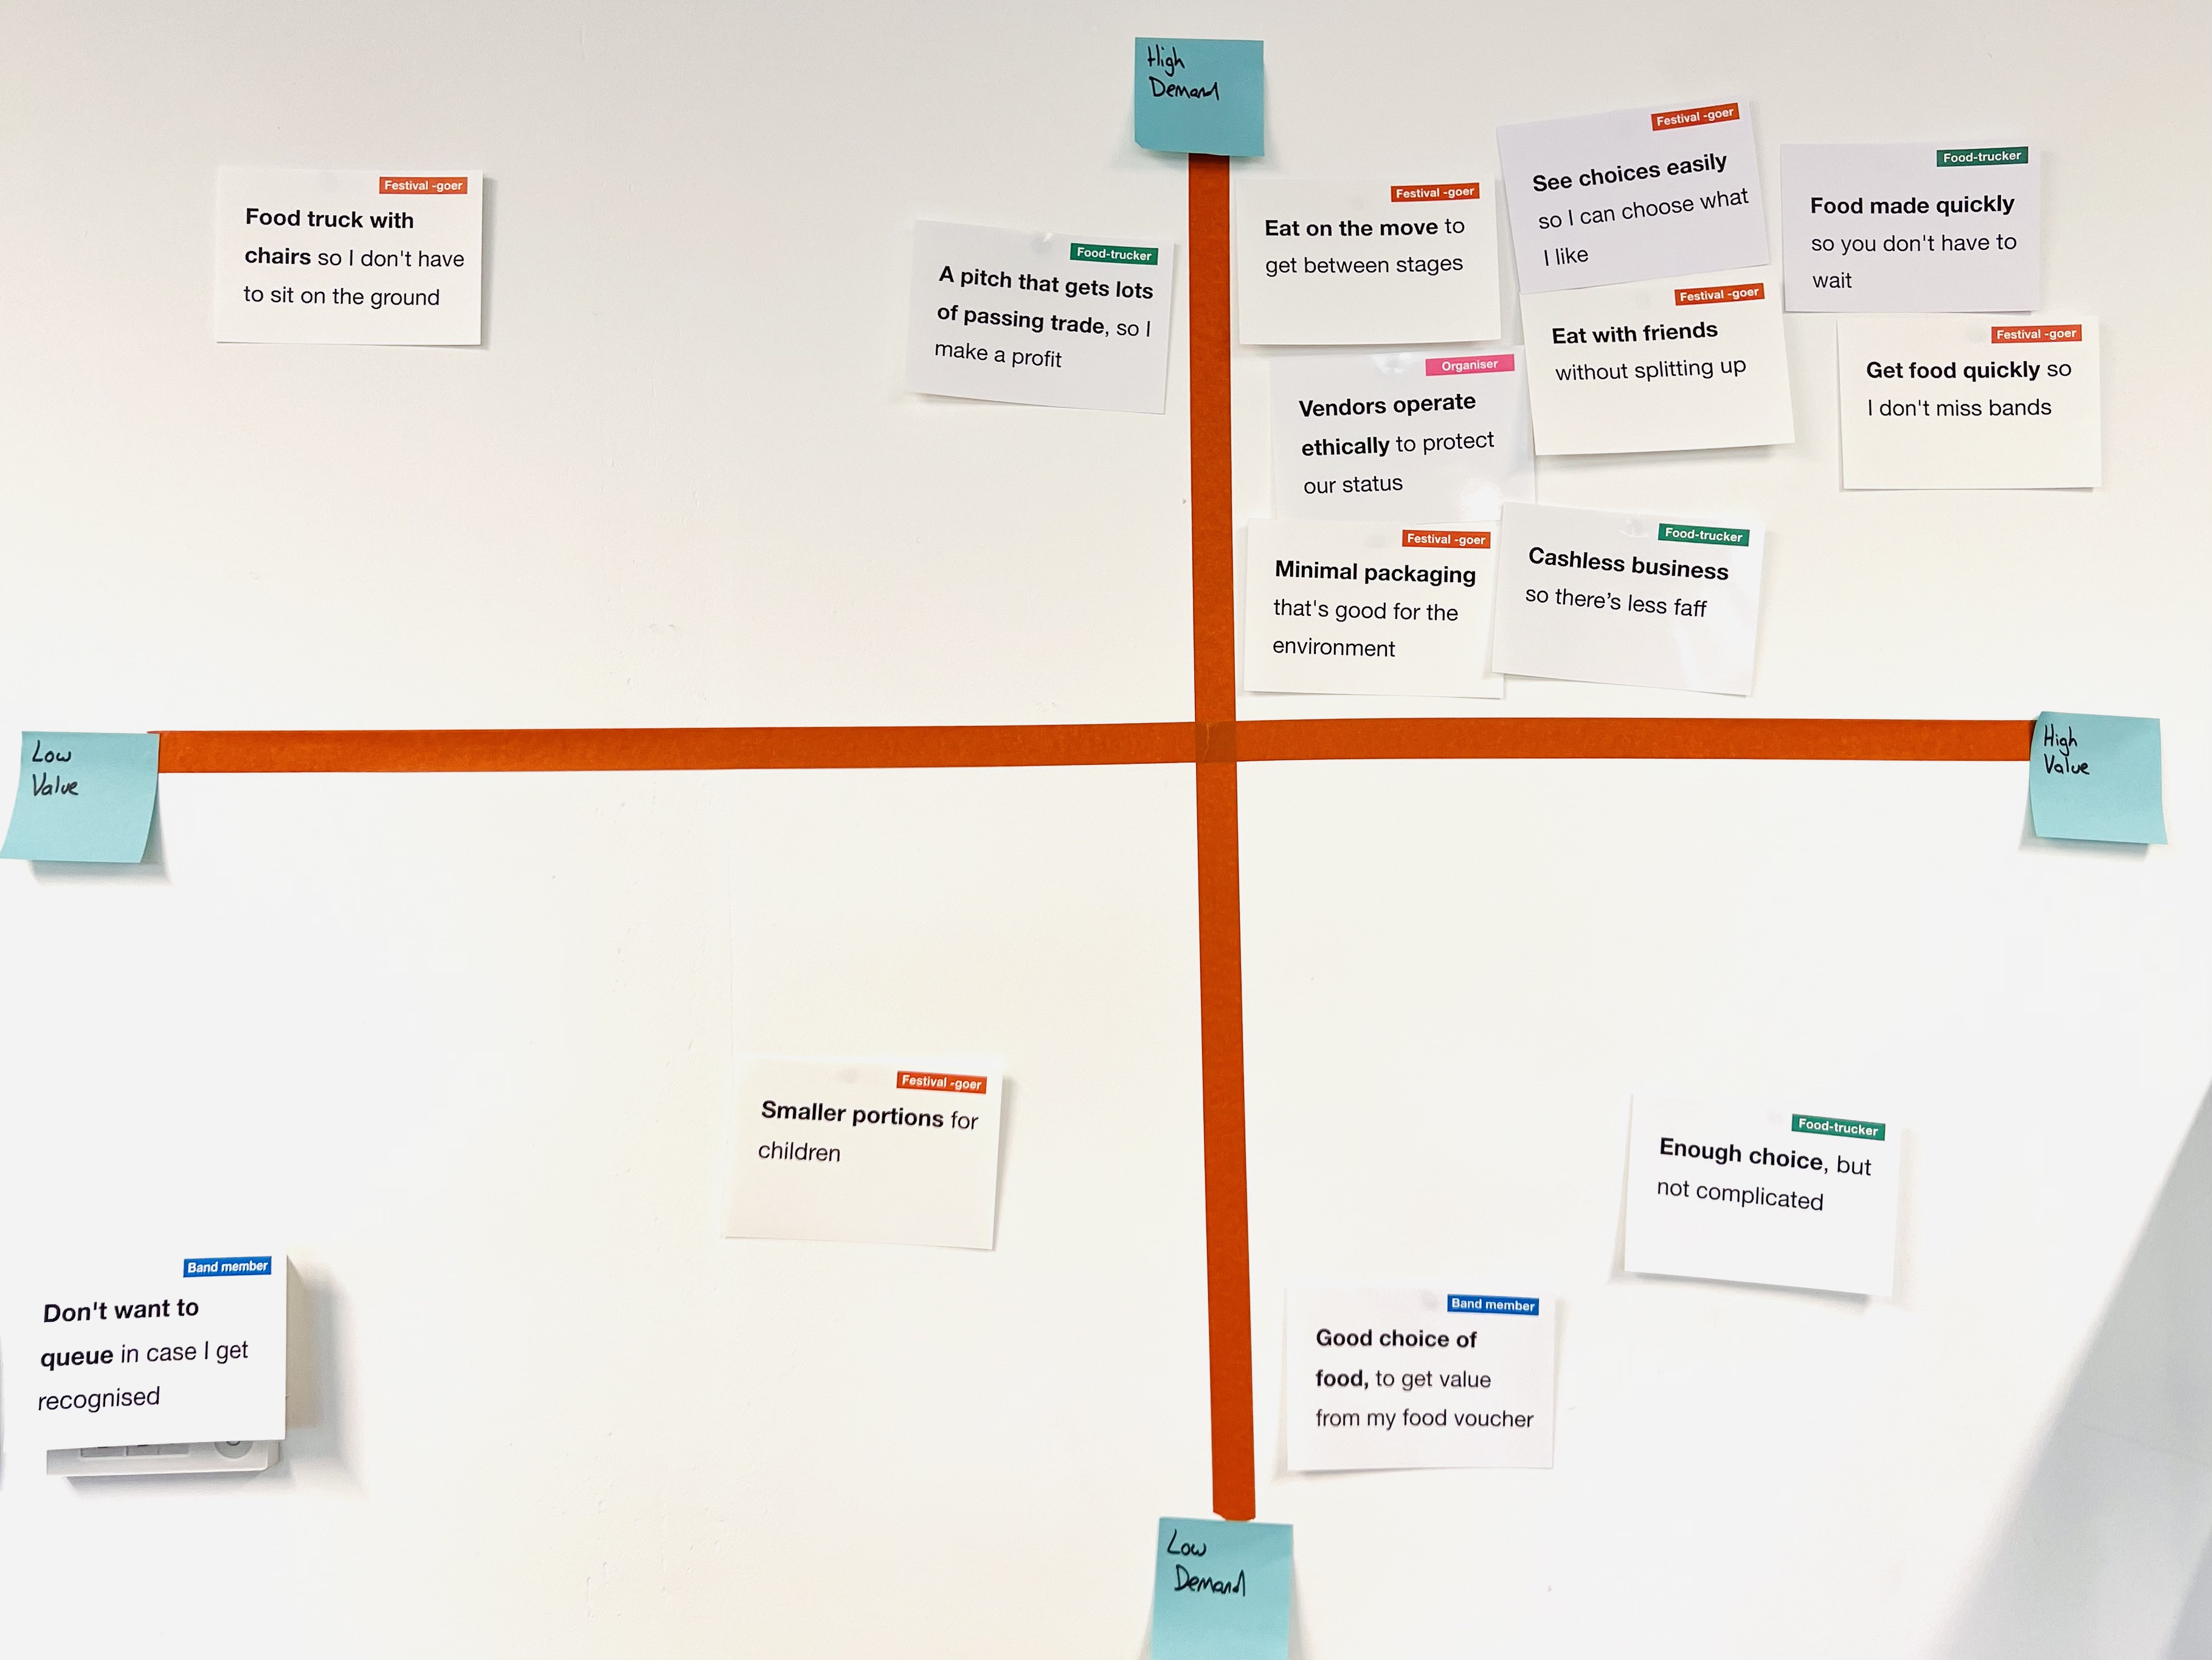 High
Demand
Festival -goer
Food truck with
chairs so I don't have
to sit on the ground
Food-trucker
A pitch that gets lots
of passing trade, so I
make a profit
Festival -goer
Eat on the move to
get between stages
Festival -goer
See choices easily
so I can choose what
I like
Food-trucker
Food made quickly
so you don't have to
wait
Organiser
Vendors operate
ethically to protect
our status
Festival -goer
Eat with friends
without splitting up
Festival -goer
Get food quickly so
I don't miss bands
Festival -goer
Minimal packaging
that's good for the
environment
Food-trucker
Cashless business
so there’s less faff
Low
Value
High
Value
Festival -goer
Smaller portions for
children
Food-trucker
Enough choice, but
not complicated
Band member
Don't want to
queue in case I get
recognised
Band member
Good choice of
food, to get value
from my food voucher
Low
Demand